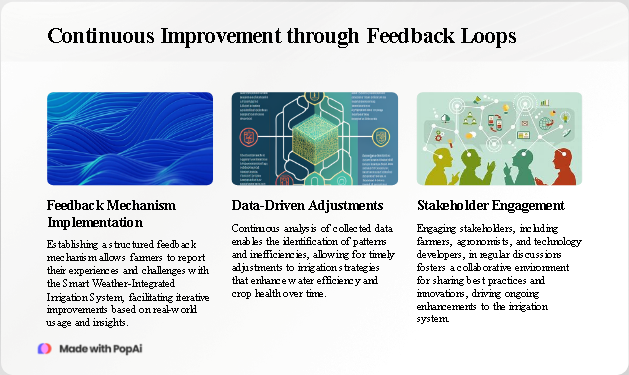 Continuous Improvement through Feedback Loops
Feedback Mechanism
Implementation
Establishing a structured feedback
mechanism allows farmers to report
their experiences and challenges with
the Smart Weather-Integrated
Irrigation System, facilitating iterative
improvements based on real-world
usage and insights.
Data-Driven Adjustments
Continuous analysis of collected data
enables the identification of patterns
and inefficiencies, allowing for timely
adjustments to irrigation strategies
that enhance water efficiency and
crop health over time.
Stakeholder Engagement
Engaging stakeholders, including
farmers, agronomists, and technology
developers, in regular discussions
fosters a collaborative environment
for sharing best practices and
innovations, driving ongoing
enhancements to the irrigation
system.
Made with PopAi